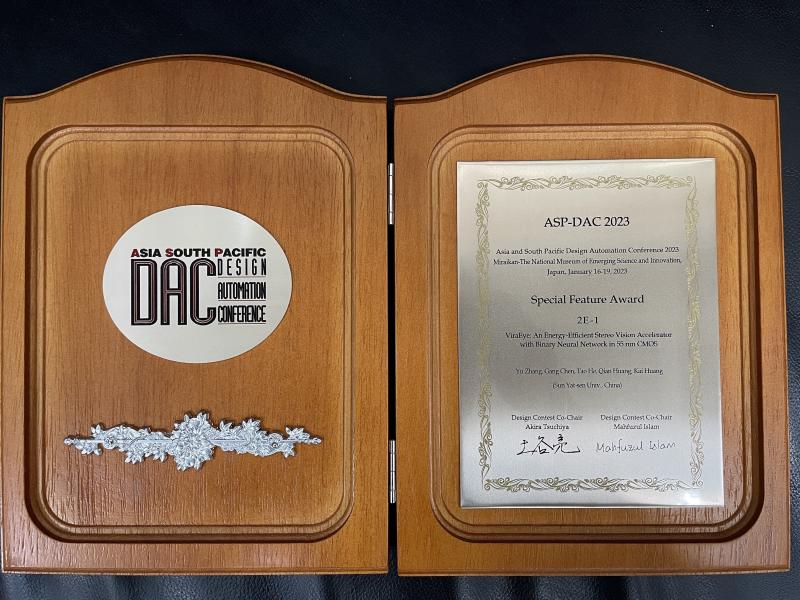 ASIA SOUTH PACIFIC
DAC DESIGN
AUTOMATION
CONFERENCE
ASP-DAC 2023
Asia and South Pacific Design Automation Conference 2023
Miraikan-The National Museum of Emerging Science and Innovation,
Japan, January 16-19, 2023
Special Feature Award
2E-1
ViraEye: An Energy-Efficient Stereo Vision Accelerator
with Binary Neural Network in 55 nm CMOS
Yu Zhang, Gang Chen, Tao He, Qian Huang, Kai Huang
(Sun Yat-sen Univ., China)
Design Contest Co-Chair
Akira Tsuchiya
Design Contest Co-Chair
Mahfuzul Islam
Mahfuzul Islam